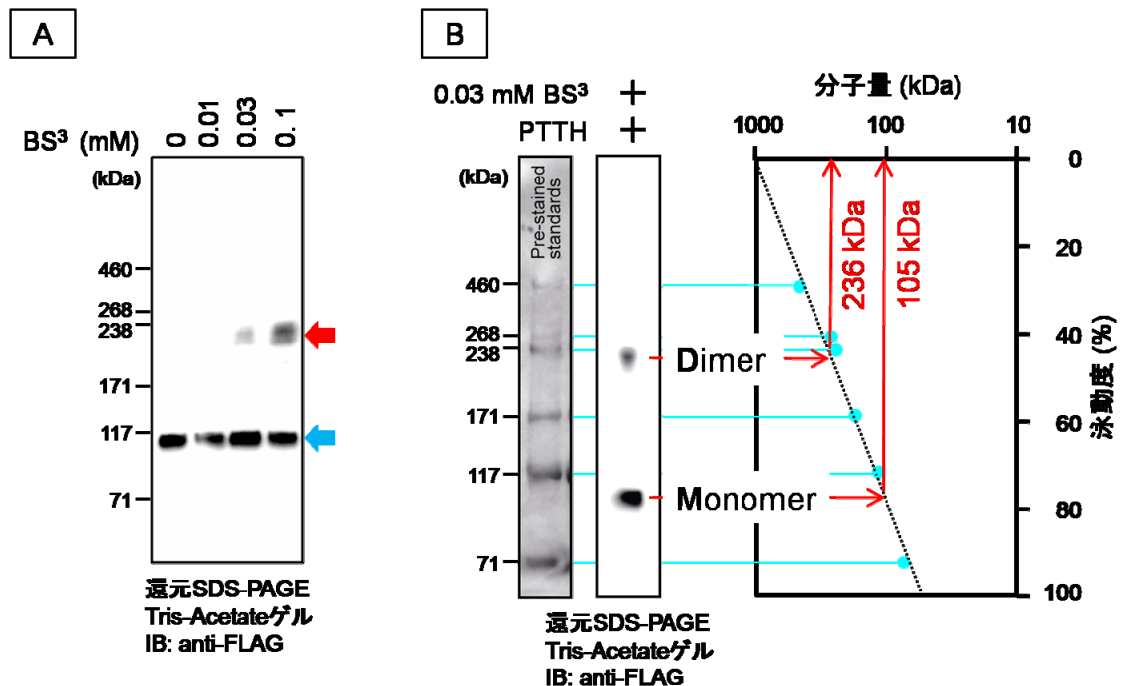 A
BS³ (mM)
0
0.01
0.03
0. 1
(kDa)
460
268
238
171
117
71
還元SDS-PAGE
Tris-Acetateゲル
IB: anti-FLAG
B
0.03 mM BS³ +
PTTH +
(kDa)
Pre-stained
standards
460
268
238
171
117
71
Dimer
Monomer
還元SDS-PAGE
Tris-Acetateゲル
IB: anti-FLAG
分子量 (kDa)
1000 100 10
236 kDa
105 kDa
0
20
40
60
80
100
泳動度 (%)